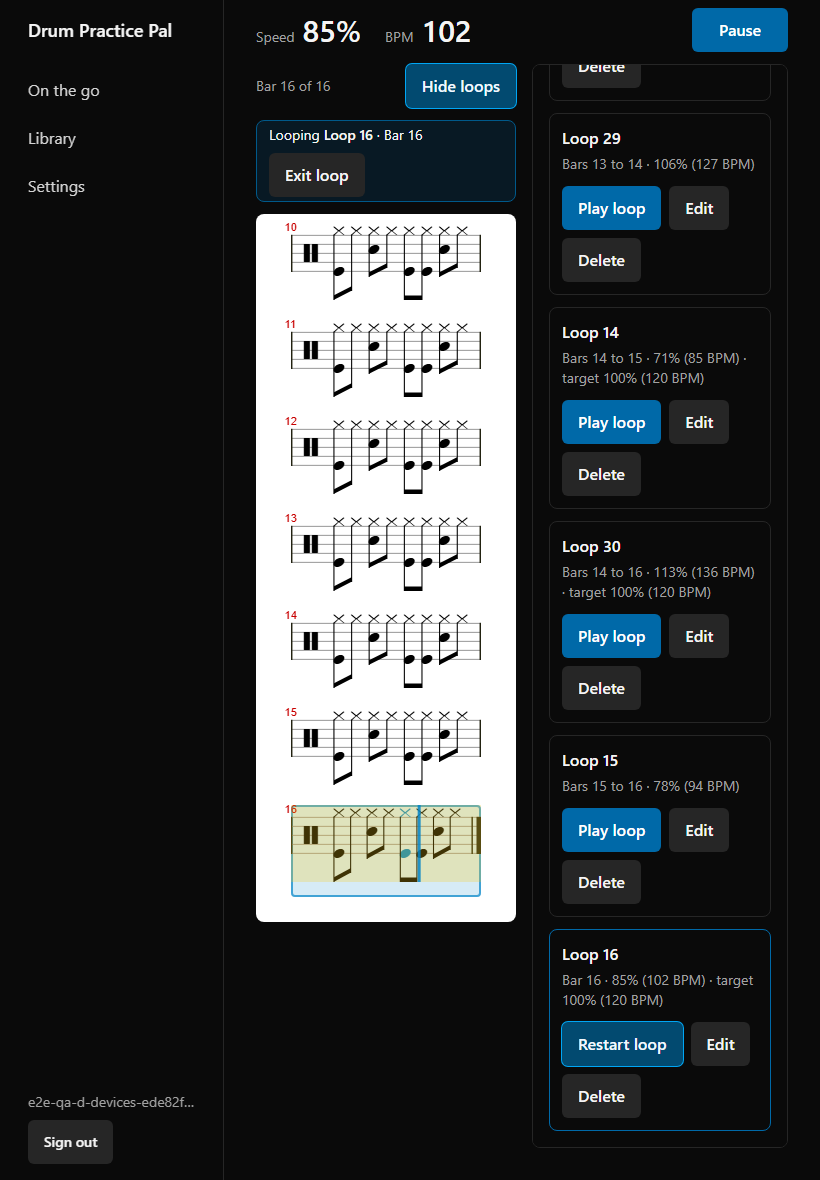 Drum Practice Pal
On the go
Library
Settings
e2e-qa-d-devices-ede82f...
Sign out
Speed 85% BPM 102
Pause
Bar 16 of 16
Hide loops
Looping Loop 16 · Bar 16
Exit loop
10
11
12
13
14
15
16
Delete
Loop 29
Bars 13 to 14 · 106% (127 BPM)
Play loop
Edit
Delete
Loop 14
Bars 14 to 15 · 71% (85 BPM) ·
target 100% (120 BPM)
Play loop
Edit
Delete
Loop 30
Bars 14 to 16 · 113% (136 BPM)
· target 100% (120 BPM)
Play loop
Edit
Delete
Loop 15
Bars 15 to 16 · 78% (94 BPM)
Play loop
Edit
Delete
Loop 16
Bar 16 · 85% (102 BPM) · target
100% (120 BPM)
Restart loop
Edit
Delete